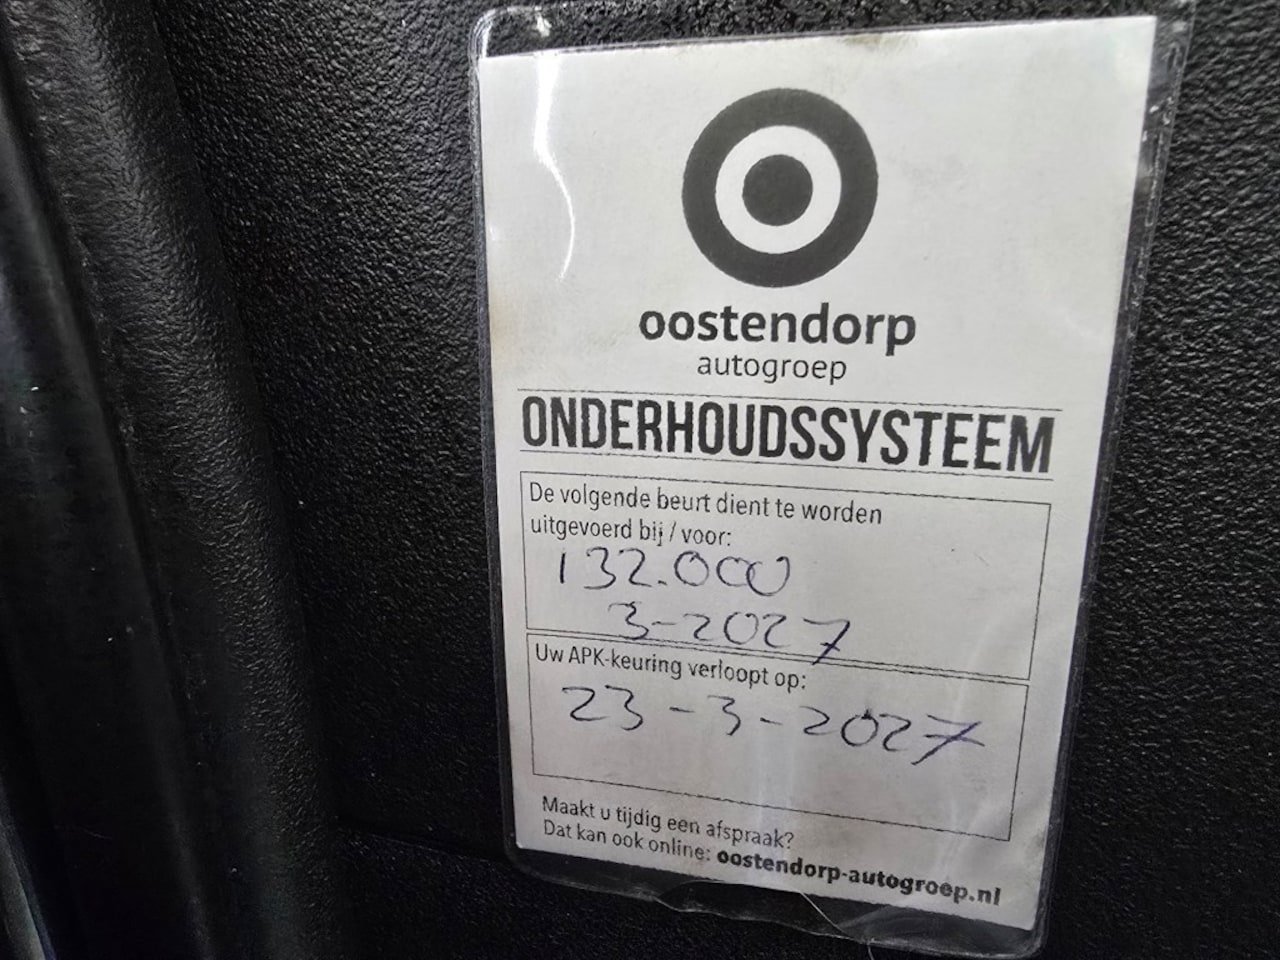 oostendorp
autogroep
ONDERHOUDSSYSTEEM
De volgende beurt dient te worden
uitgevoerd bij / voor:
132.000
3-2027
Uw APK-keuring verloopt op:
23-3-2027
Maakt u tijdig een afspraak?
Dat kan ook online: oostendorp-autogroep.nl